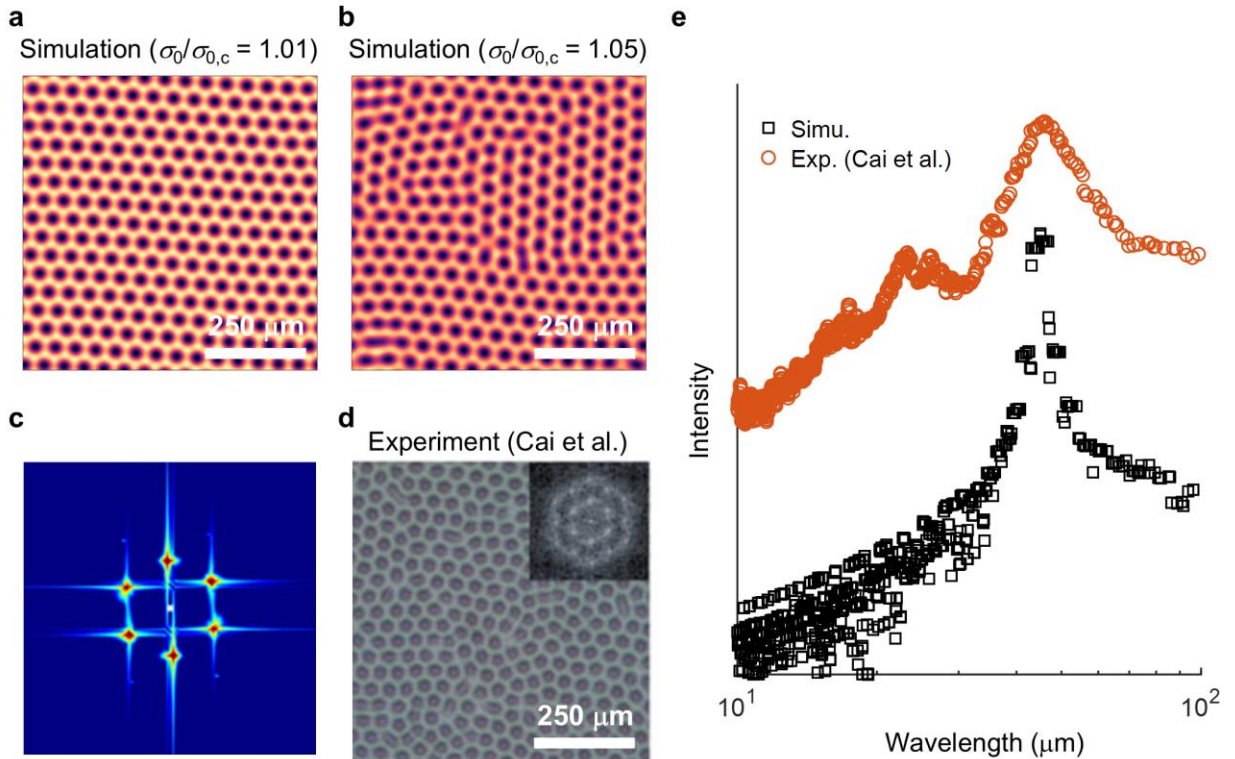 a
Simulation (σ0/σ0,c = 1.01)
250 μm
b
Simulation (σ0/σ0,c = 1.05)
250 μm
c
d
Experiment (Cai et al.)
250 μm
e
Simu.
Exp. (Cai et al.)
Intensity
10^1
10^2
Wavelength (μm)